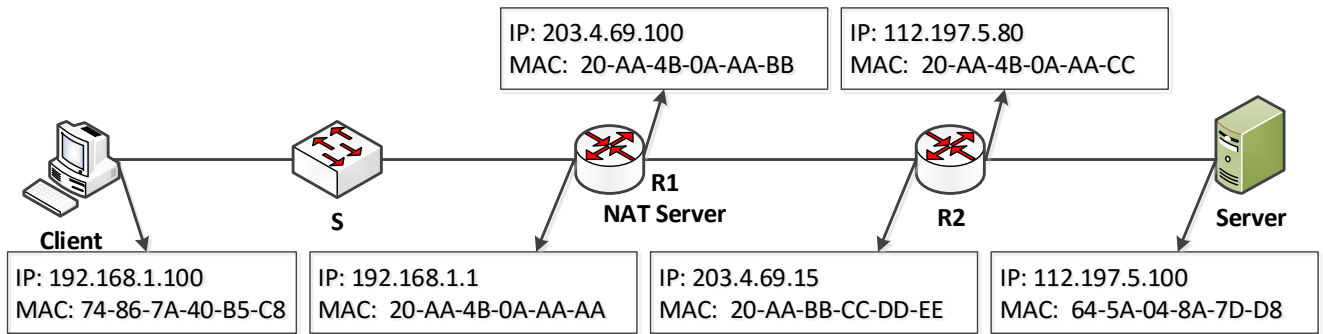 IP: 203.4.69.100
MAC: 20-AA-4B-0A-AA-BB
IP: 112.197.5.80
MAC: 20-AA-4B-0A-AA-CC
Client
S
R1
NAT Server
R2
Server
IP: 192.168.1.100
MAC: 74-86-7A-40-B5-C8
IP: 192.168.1.1
MAC: 20-AA-4B-0A-AA-AA
IP: 203.4.69.15
MAC: 20-AA-BB-CC-DD-EE
IP: 112.197.5.100
MAC: 64-5A-04-8A-7D-D8